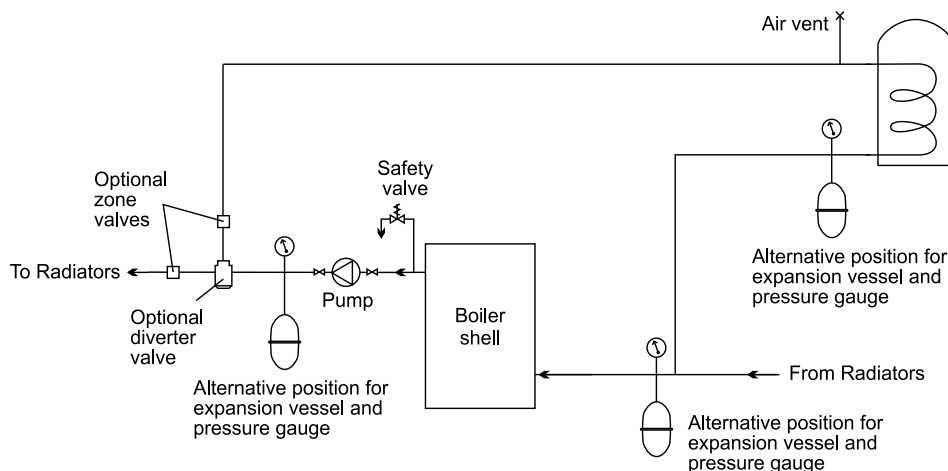 Air vent
Safety
valve
Optional
zone
valves
To Radiators
Pump
Optional
diverter
valve
Boiler
shell
Alternative position for
expansion vessel and
pressure gauge
Alternative position for
expansion vessel and
pressure gauge
From Radiators
Alternative position for
expansion vessel and
pressure gauge